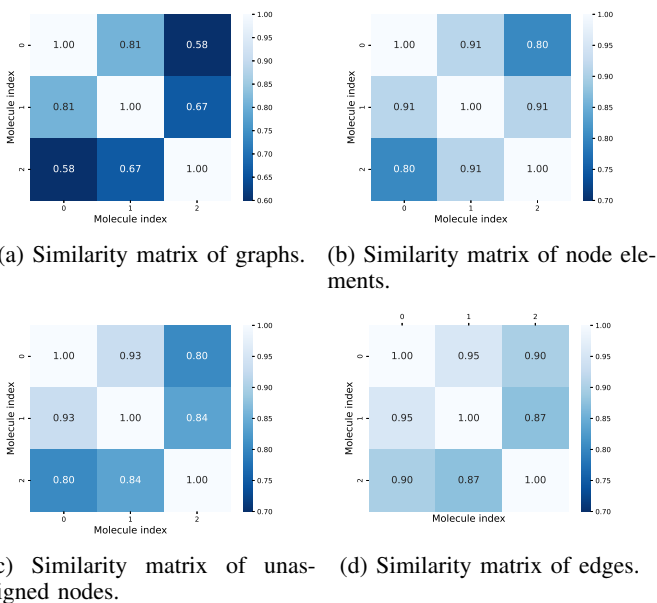 1.00 0.81 0.58
0.81 1.00 0.67
0.58 0.67 1.00
0 1 2
0 1 2
Molecule index
Molecule index
1.00
0.95
0.90
0.85
0.80
0.75
0.70
0.65
0.60
1.00 0.91 0.80
0.91 1.00 0.91
0.80 0.91 1.00
0 1 2
0 1 2
Molecule index
Molecule index
1.00
0.95
0.90
0.85
0.80
0.75
0.70
(a) Similarity matrix of graphs.
(b) Similarity matrix of node ele-
ments.
1.00 0.93 0.80
0.93 1.00 0.84
0.80 0.84 1.00
0 1 2
0 1 2
Molecule index
Molecule index
1.00
0.95
0.90
0.85
0.80
0.75
0.70
0 1 2
1.00 0.95 0.90
0.95 1.00 0.87
0.90 0.87 1.00
0 1 2
Molecule index
Molecule index
1.00
0.95
0.90
0.85
0.80
0.75
0.70
c) Similarity matrix of unas-
igned nodes.
(d) Similarity matrix of edges.